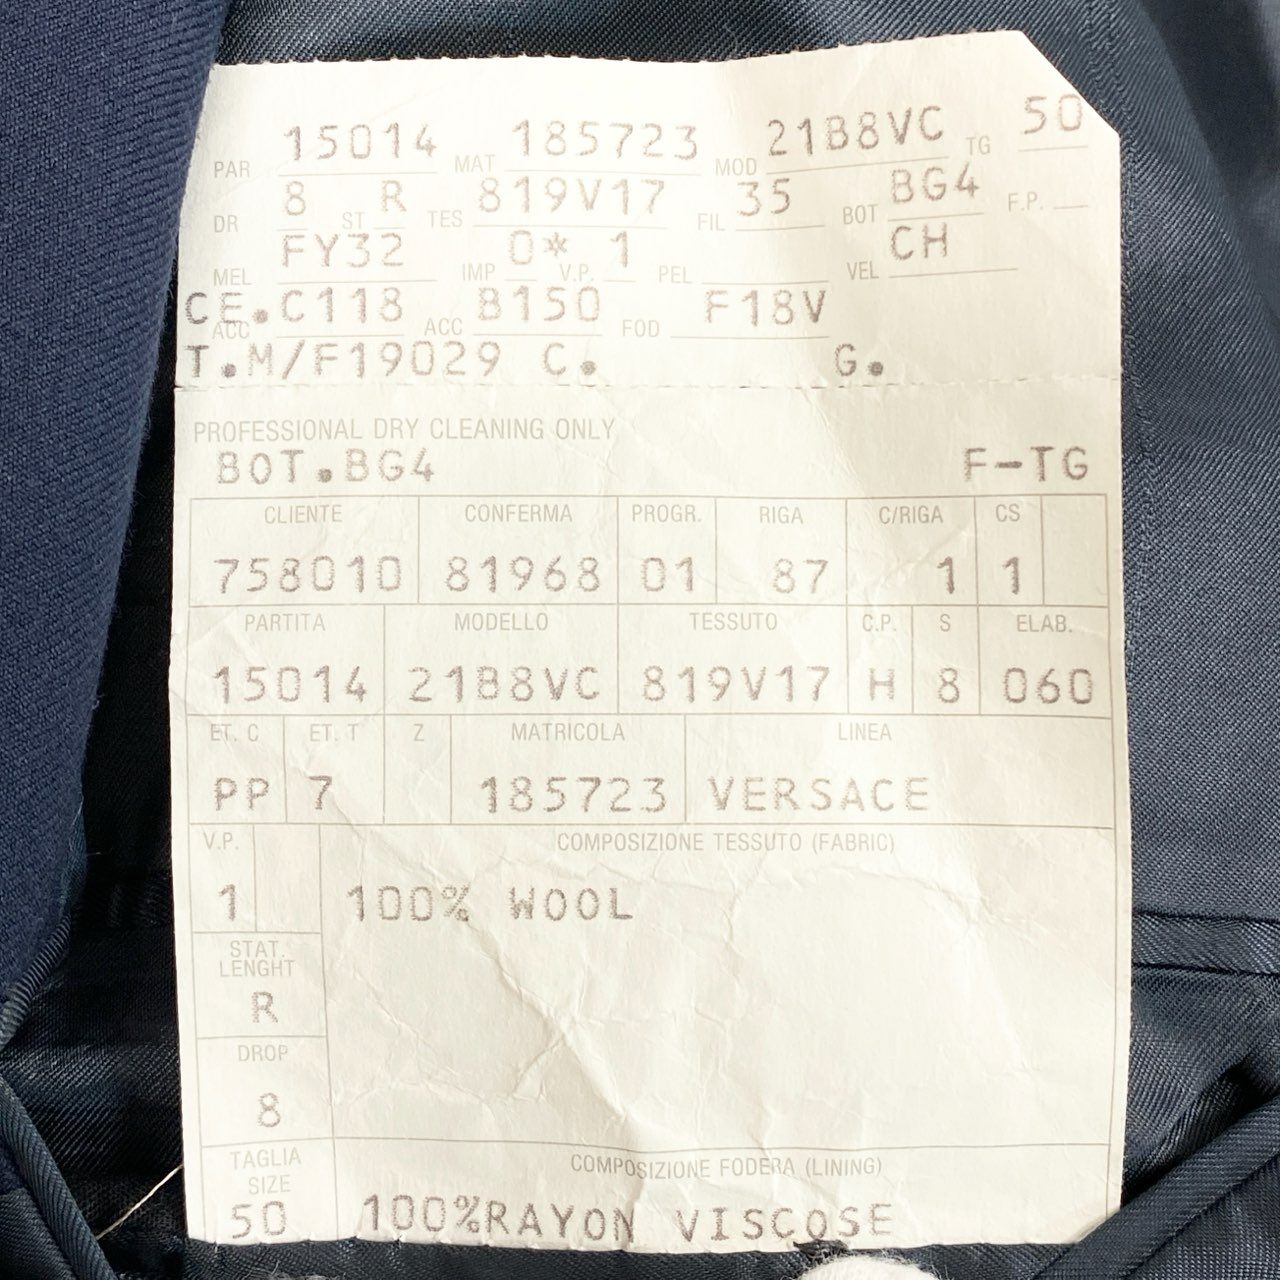 PAR 15014 MAT 185723 MOD 21B8VC TG 50
DR 8 ST R TES 819V17 FIL 35 BOT BG4 F.P.
MEL FY32 IMP 0* V.P. 1 PEL VEL CH
CE. ACC C118 ACC B150 FOD F18V
T.M/F19029 C. G.
PROFESSIONAL DRY CLEANING ONLY
BOT.BG4 F-TG
CLIENTE CONFERMA PROGR. RIGA C/RIGA CS
758010 81968 01 87 1 1
PARTITA MODELLO TESSUTO C.P. S ELAB.
15014 21B8VC 819V17 H 8 060
ET. C ET. T Z MATRICOLA LINEA
PP 7 185723 VERSACE
V.P. COMPOSIZIONE TESSUTO (FABRIC)
1 100% WOOL
STAT.
LENGHT
R
DROP
8
TAGLIA COMPOSIZIONE FODERA (LINING)
SIZE
50 100%RAYON VISCOSE